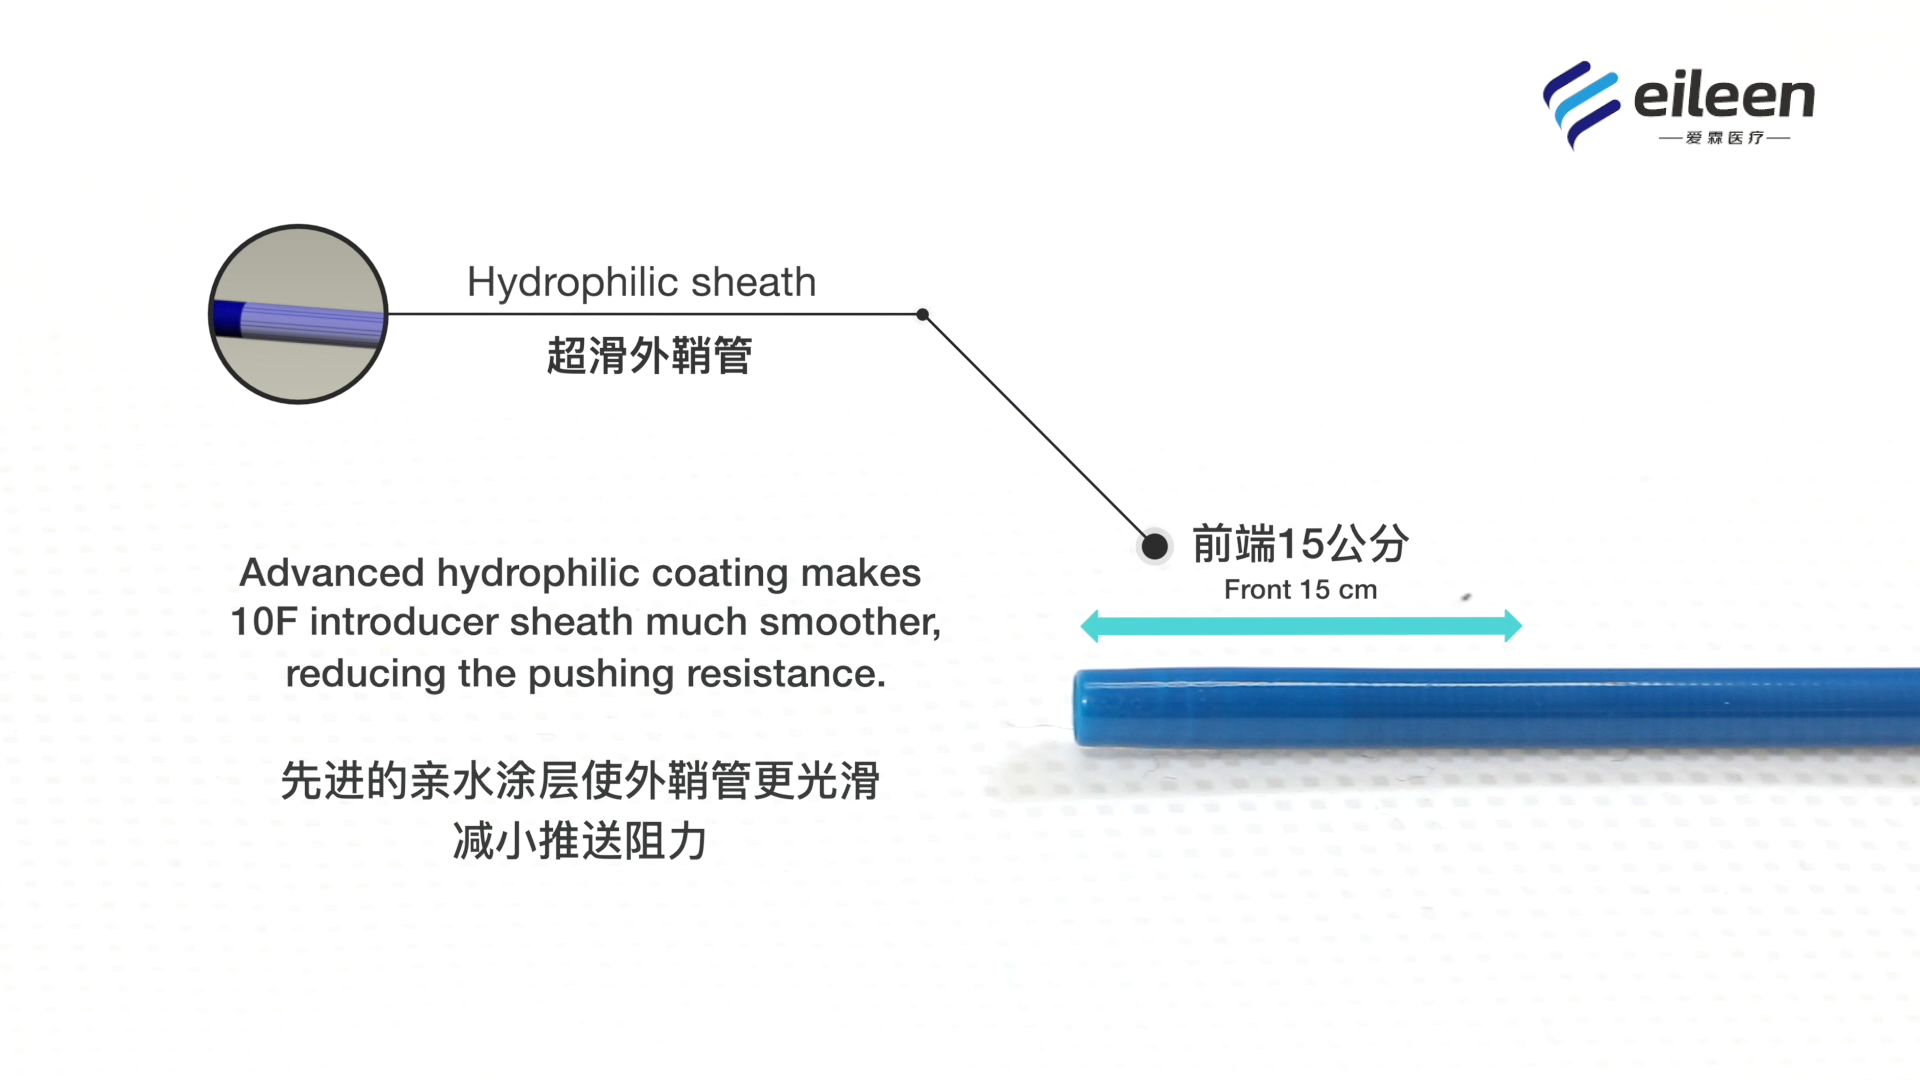 eileen
爱霖医疗
Hydrophilic sheath
超滑外鞘管
前端15公分
Front 15 cm
Advanced hydrophilic coating makes
10F introducer sheath much smoother,
reducing the pushing resistance.
先进的亲水涂层使外鞘管更光滑
减小推送阻力